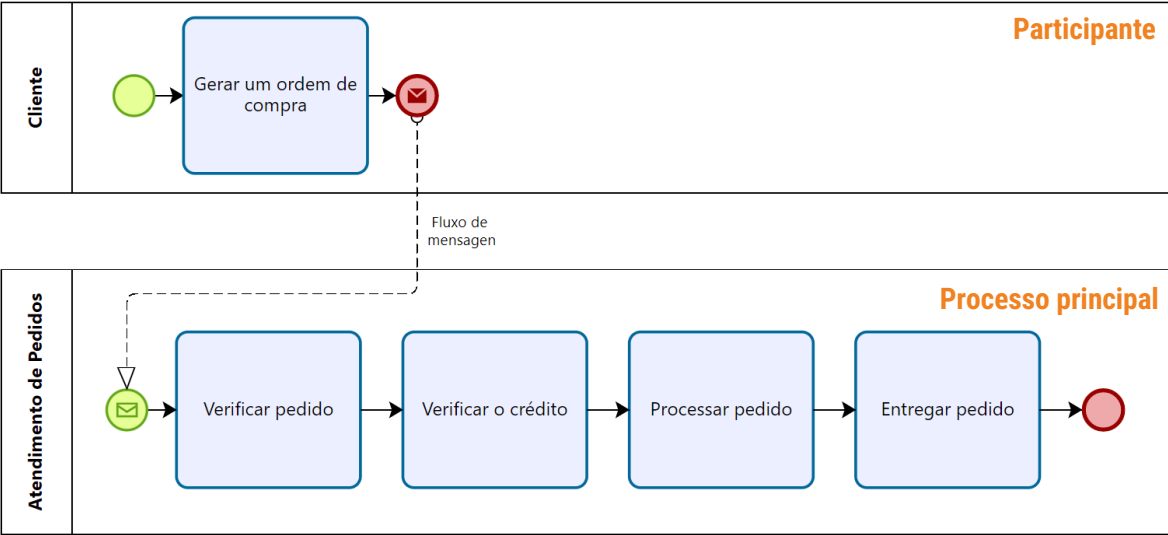 Participante
Cliente
Gerar um ordem de
compra
Fluxo de
mensagen
Processo principal
Atendimento de Pedidos
Verificar pedido
Verificar o crédito
Processar pedido
Entregar pedido